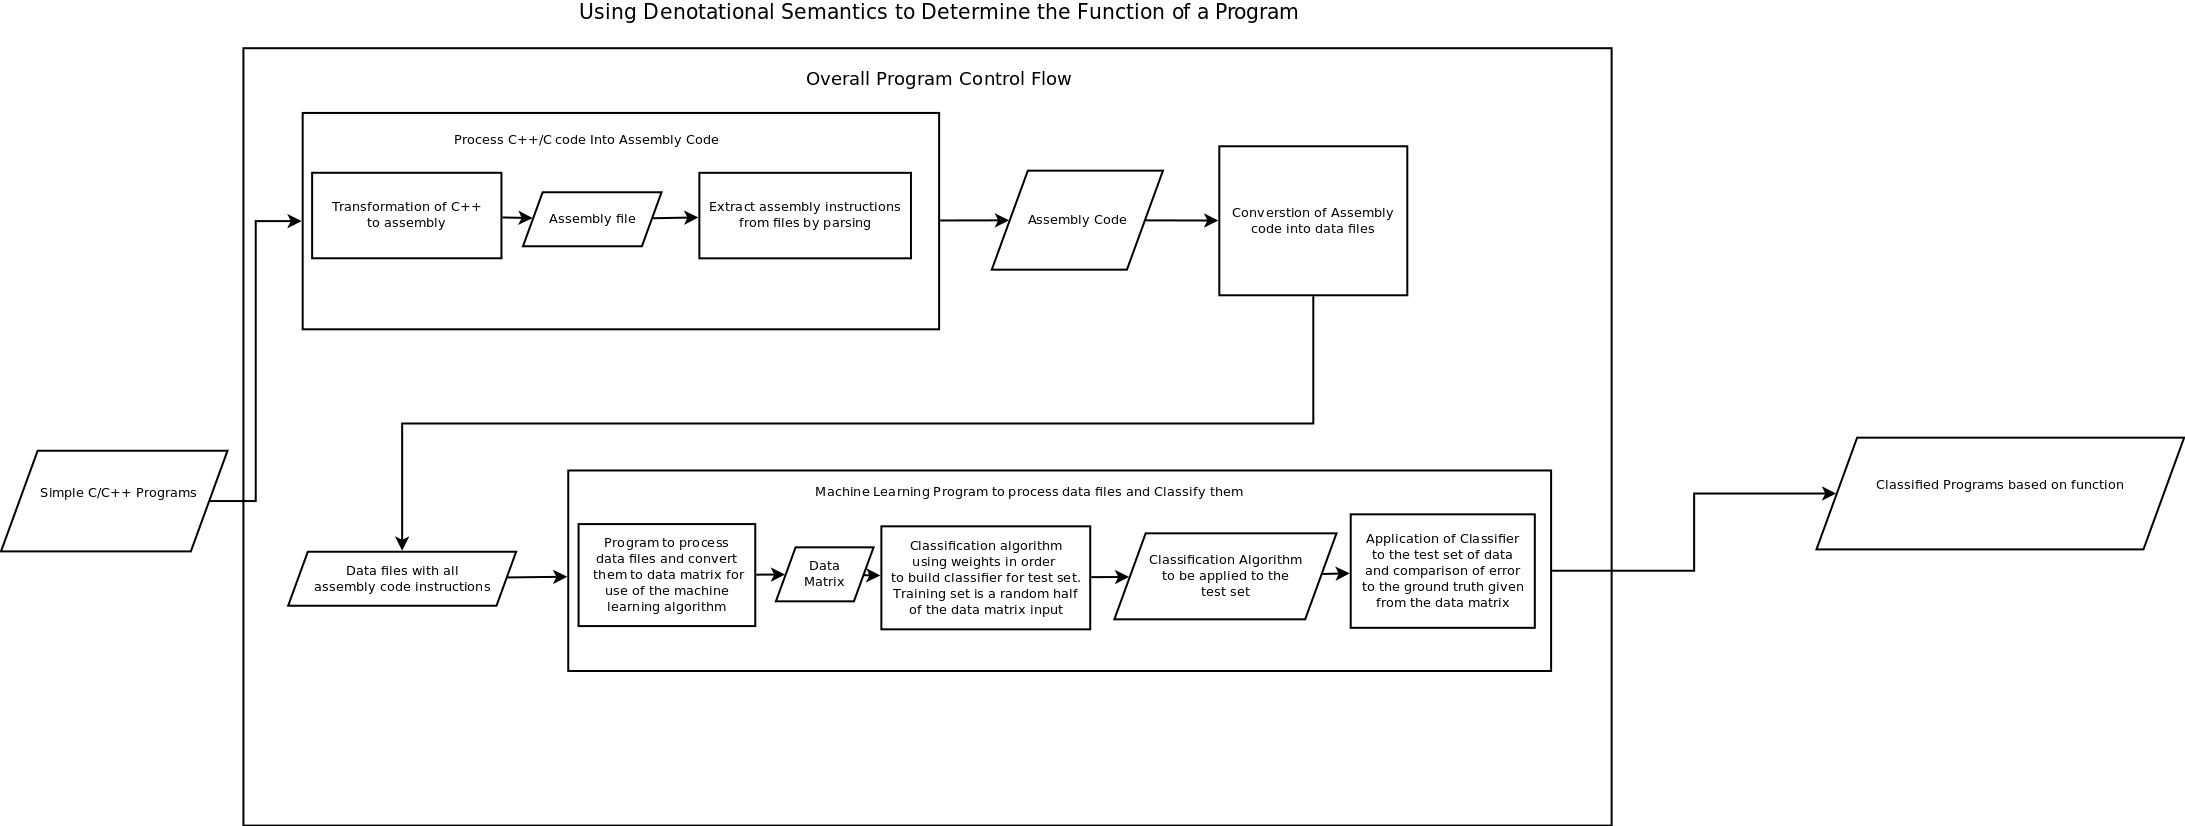 Using Denotational Semantics to Determine the Function of a Program
Overall Program Control Flow
Process C++/C code Into Assembly Code
Transformation of C++
to assembly
Assembly file
Extract assembly instructions
from files by parsing
Assembly Code
Converstion of Assembly
code into data files
Simple C/C++ Programs
Data files with all
assembly code instructions
Machine Learning Program to process data files and Classify them
Program to process
data files and convert
them to data matrix for
use of the machine
learning algorithm
Data
Matrix
Classification algorithm
using weights in order
to build classifier for test set.
Training set is a random half
of the data matrix input
Classification Algorithm
to be applied to the
test set
Application of Classifier
to the test set of data
and comparison of error
to the ground truth given
from the data matrix
Classified Programs based on function